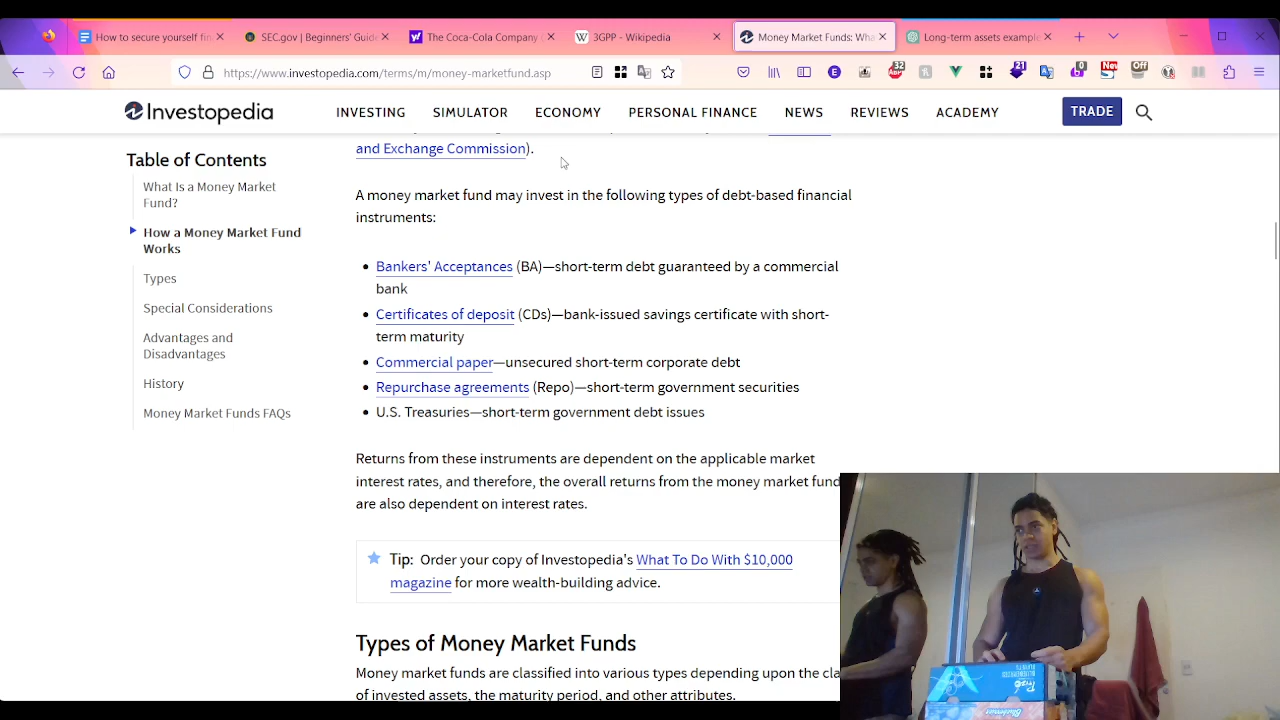 How to secure yourself fin
SEC.gov | Beginners' Guide
The Coca-Cola Company (
3GPP - Wikipedia
Money Market Funds: Wha
Long-term assets example
https://www.investopedia.com/terms/m/money-marketfund.asp
32
21
0
New
Off
Investopedia
INVESTING
SIMULATOR
ECONOMY
PERSONAL FINANCE
NEWS
REVIEWS
ACADEMY
TRADE
Table of Contents
What Is a Money Market
Fund?
How a Money Market Fund
Works
Types
Special Considerations
Advantages and
Disadvantages
History
Money Market Funds FAQs
and Exchange Commission).
A money market fund may invest in the following types of debt-based financial
instruments:
• Bankers' Acceptances (BA)—short-term debt guaranteed by a commercial
bank
• Certificates of deposit (CDs)—bank-issued savings certificate with short-
term maturity
• Commercial paper—unsecured short-term corporate debt
• Repurchase agreements (Repo)—short-term government securities
• U.S. Treasuries—short-term government debt issues
Returns from these instruments are dependent on the applicable market
interest rates, and therefore, the overall returns from the money market fund
are also dependent on interest rates.
Tip: Order your copy of Investopedia's What To Do With $10,000
magazine for more wealth-building advice.
Types of Money Market Funds
Money market funds are classified into various types depending upon the cla
of invested assets, the maturity period, and other attributes.